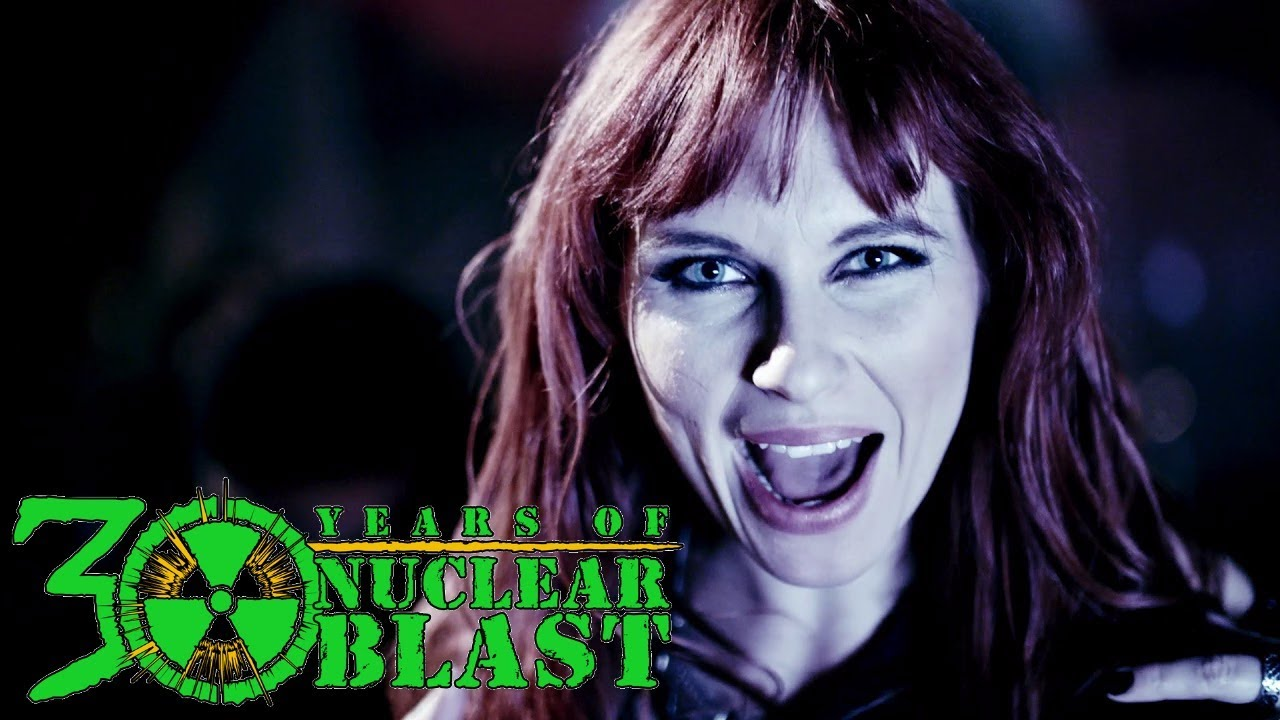 30
YEARS OF
NUCLEAR
BLAST